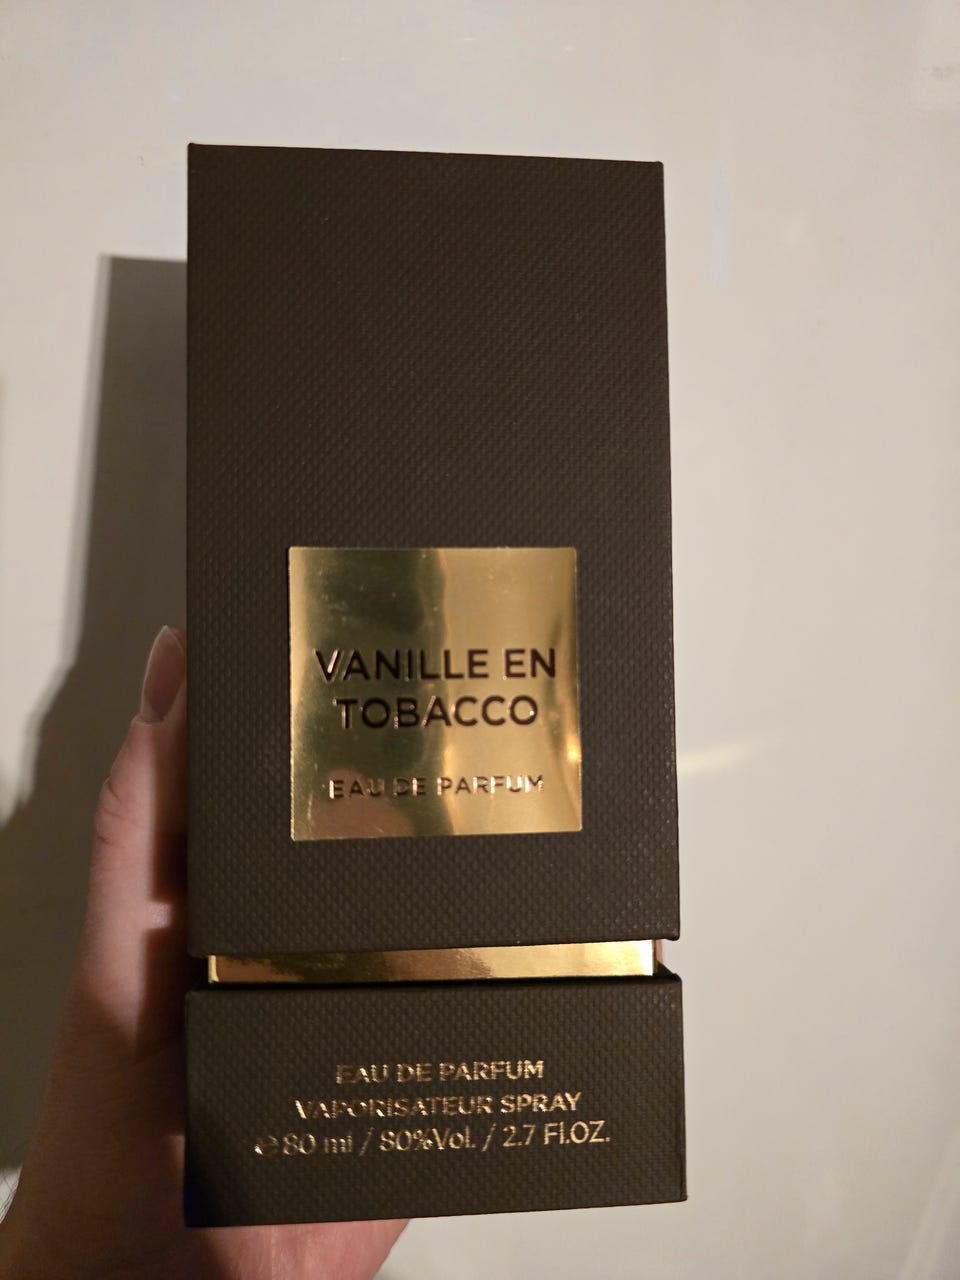 VANILLE EN
TOBACCO
EAU DE PARFUM
EAU DE PARFUM
VAPORISATEUR SPRAY
℮ 80 ml / 80%Vol. / 2.7 Fl.OZ.